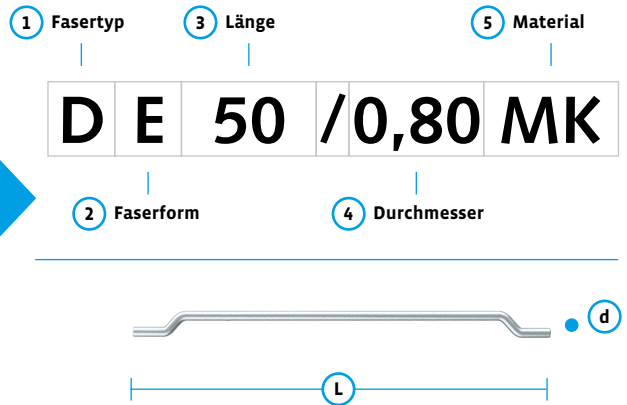 1 Fasertyp
3 Länge
5 Material
D E 50 /0,80 MK
2 Faserform
4 Durchmesser
d
L